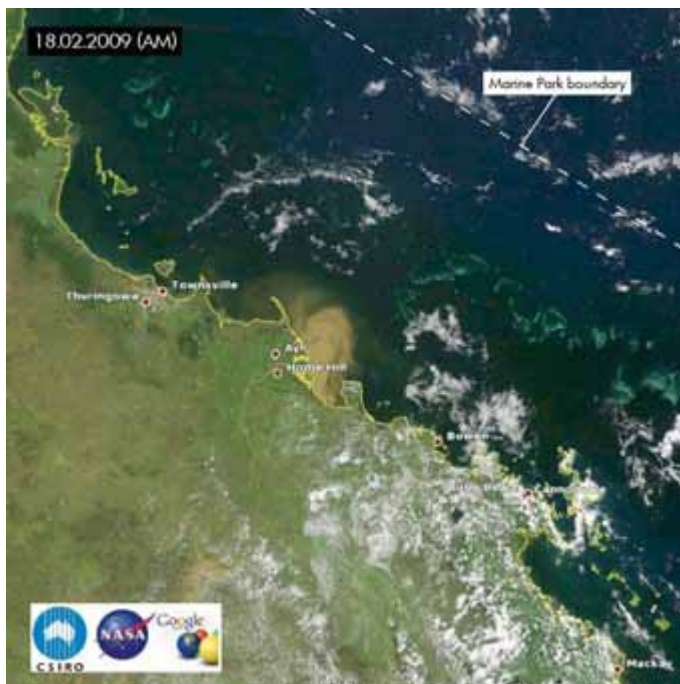 18.02.2009 (AM)
Marine Park boundary
Townsville
Thuringowa
Ayr
Home Hill
Bowen
Mackay
CSIRO
NASA
Google